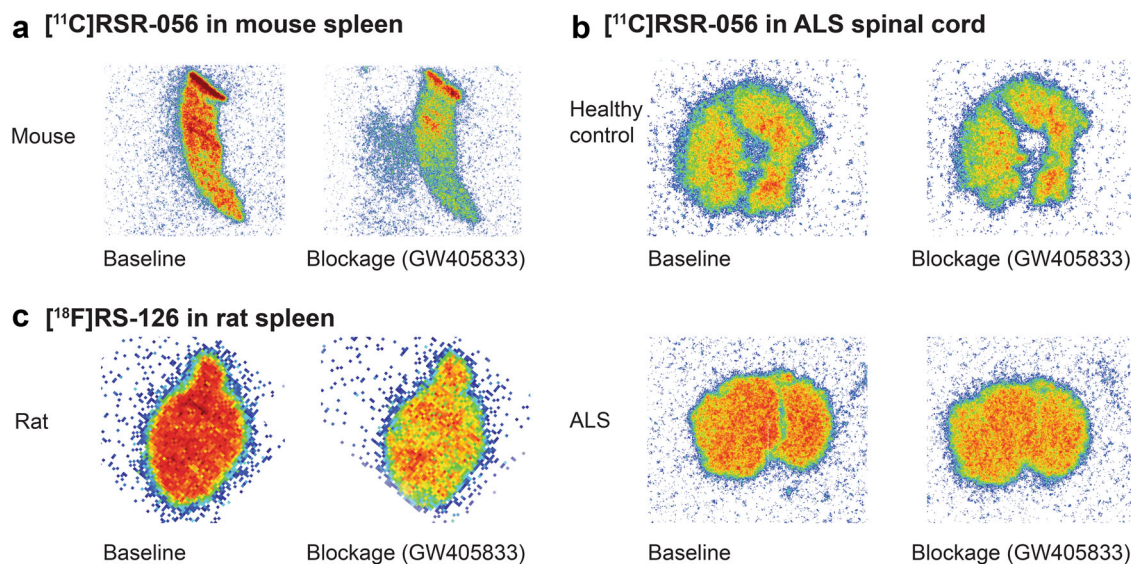 a [¹¹C]RSR-056 in mouse spleen
Mouse
Baseline
Blockage (GW405833)
b [¹¹C]RSR-056 in ALS spinal cord
Healthy
control
Baseline
Blockage (GW405833)
c [¹⁸F]RS-126 in rat spleen
Rat
Baseline
Blockage (GW405833)
ALS
Baseline
Blockage (GW405833)